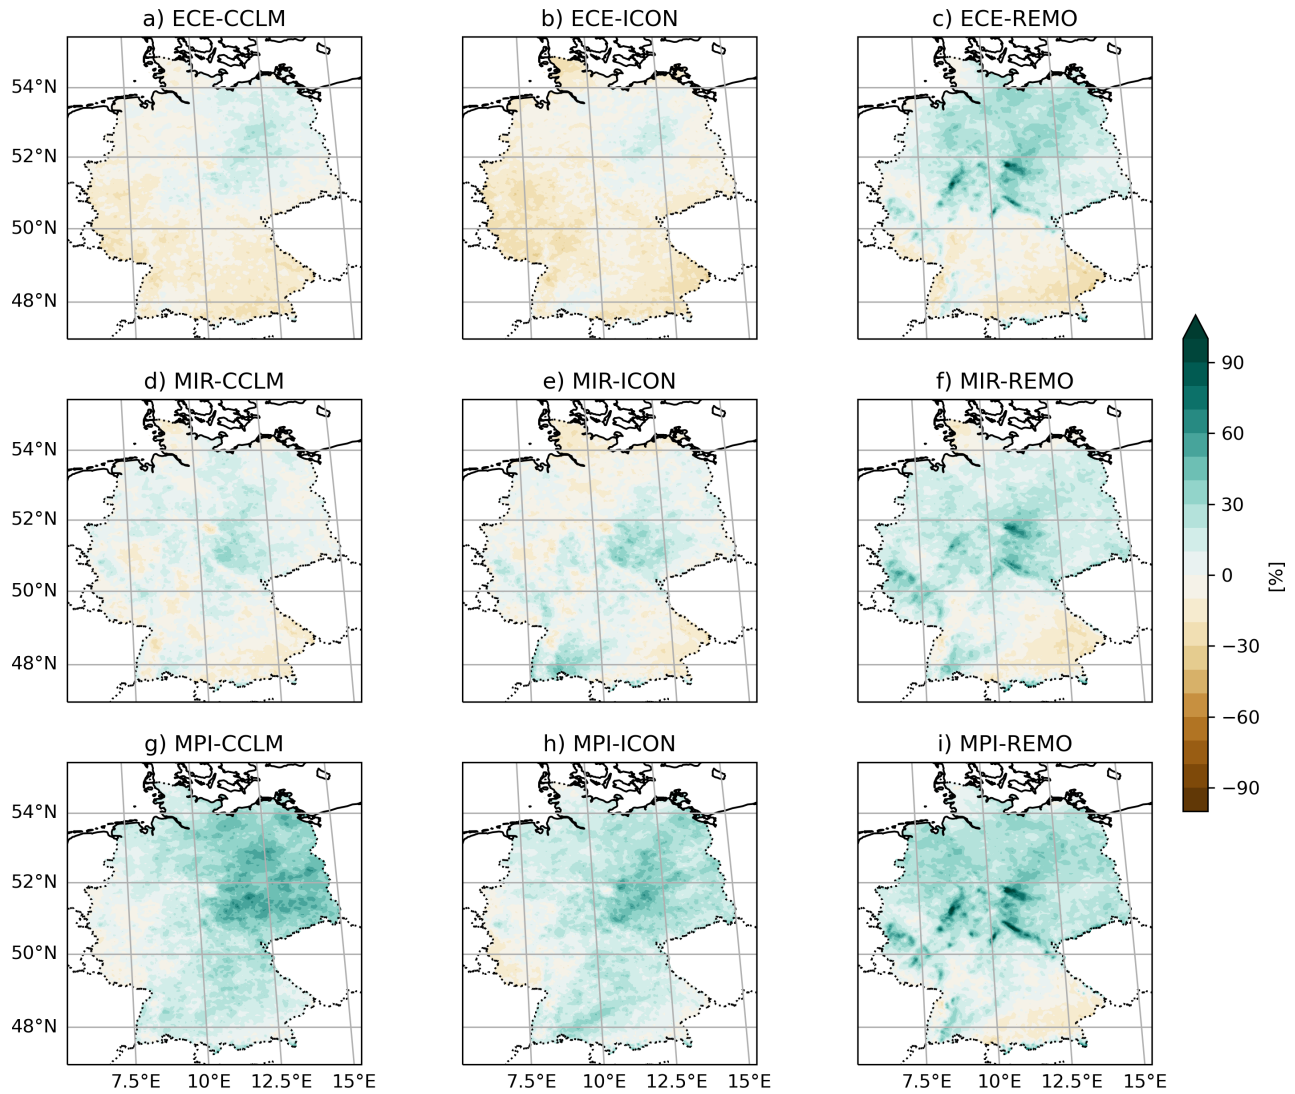 a) ECE-CCLM
b) ECE-ICON
c) ECE-REMO
54°N
52°N
50°N
48°N
d) MIR-CCLM
e) MIR-ICON
f) MIR-REMO
54°N
52°N
50°N
48°N
g) MPI-CCLM
h) MPI-ICON
i) MPI-REMO
54°N
52°N
50°N
48°N
7.5°E 10°E 12.5°E 15°E
7.5°E 10°E 12.5°E 15°E
7.5°E 10°E 12.5°E 15°E
90
60
30
0
−30
−60
−90
[%]